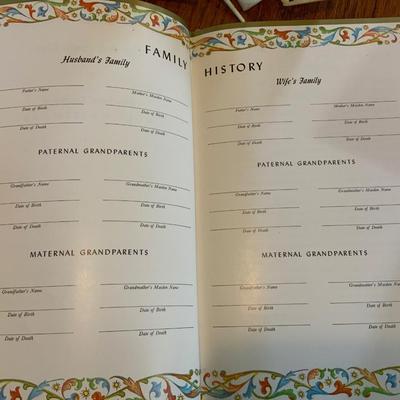 FAMILY
Husband's Family
Father's Name Mother's Maiden Name
Date of Birth Date of Birth
Date of Death Date of Death
PATERNAL GRANDPARENTS
Grandfather's Name Grandmother's Maiden Name
Date of Birth Date of Birth
Date of Death Date of Death
MATERNAL GRANDPARENTS
Grandfather's Name Grandmother's Maiden Name
Date of Birth Date of Birth
Date of Death Date of Death
HISTORY
Wife's Family
Father's Name Mother's Maiden Name
Date of Birth Date of Birth
Date of Death Date of Death
PATERNAL GRANDPARENTS
Grandfather's Name Grandmother's Maiden Name
Date of Birth Date of Birth
Date of Death Date of Death
MATERNAL GRANDPARENTS
Grandfather's Name Grandmother's Maiden Name
Date of Birth Date of Birth
Date of Death Date of Death